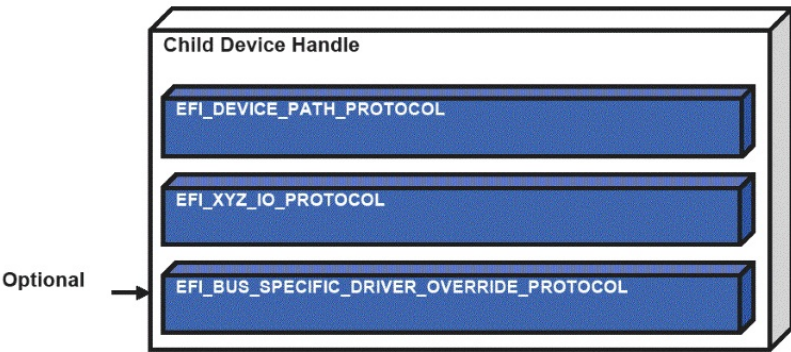 Child Device Handle
EFI_DEVICE_PATH_PROTOCOL
EFI_XYZ_IO_PROTOCOL
Optional
EFI_BUS_SPECIFIC_DRIVER_OVERRIDE_PROTOCOL